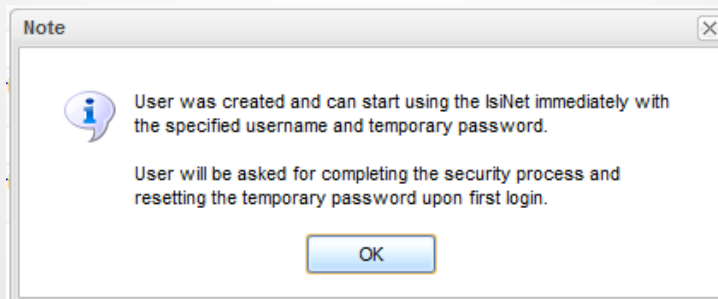 Note
User was created and can start using the IsiNet immediately with
the specified username and temporary password.
User will be asked for completing the security process and
resetting the temporary password upon first login.
OK